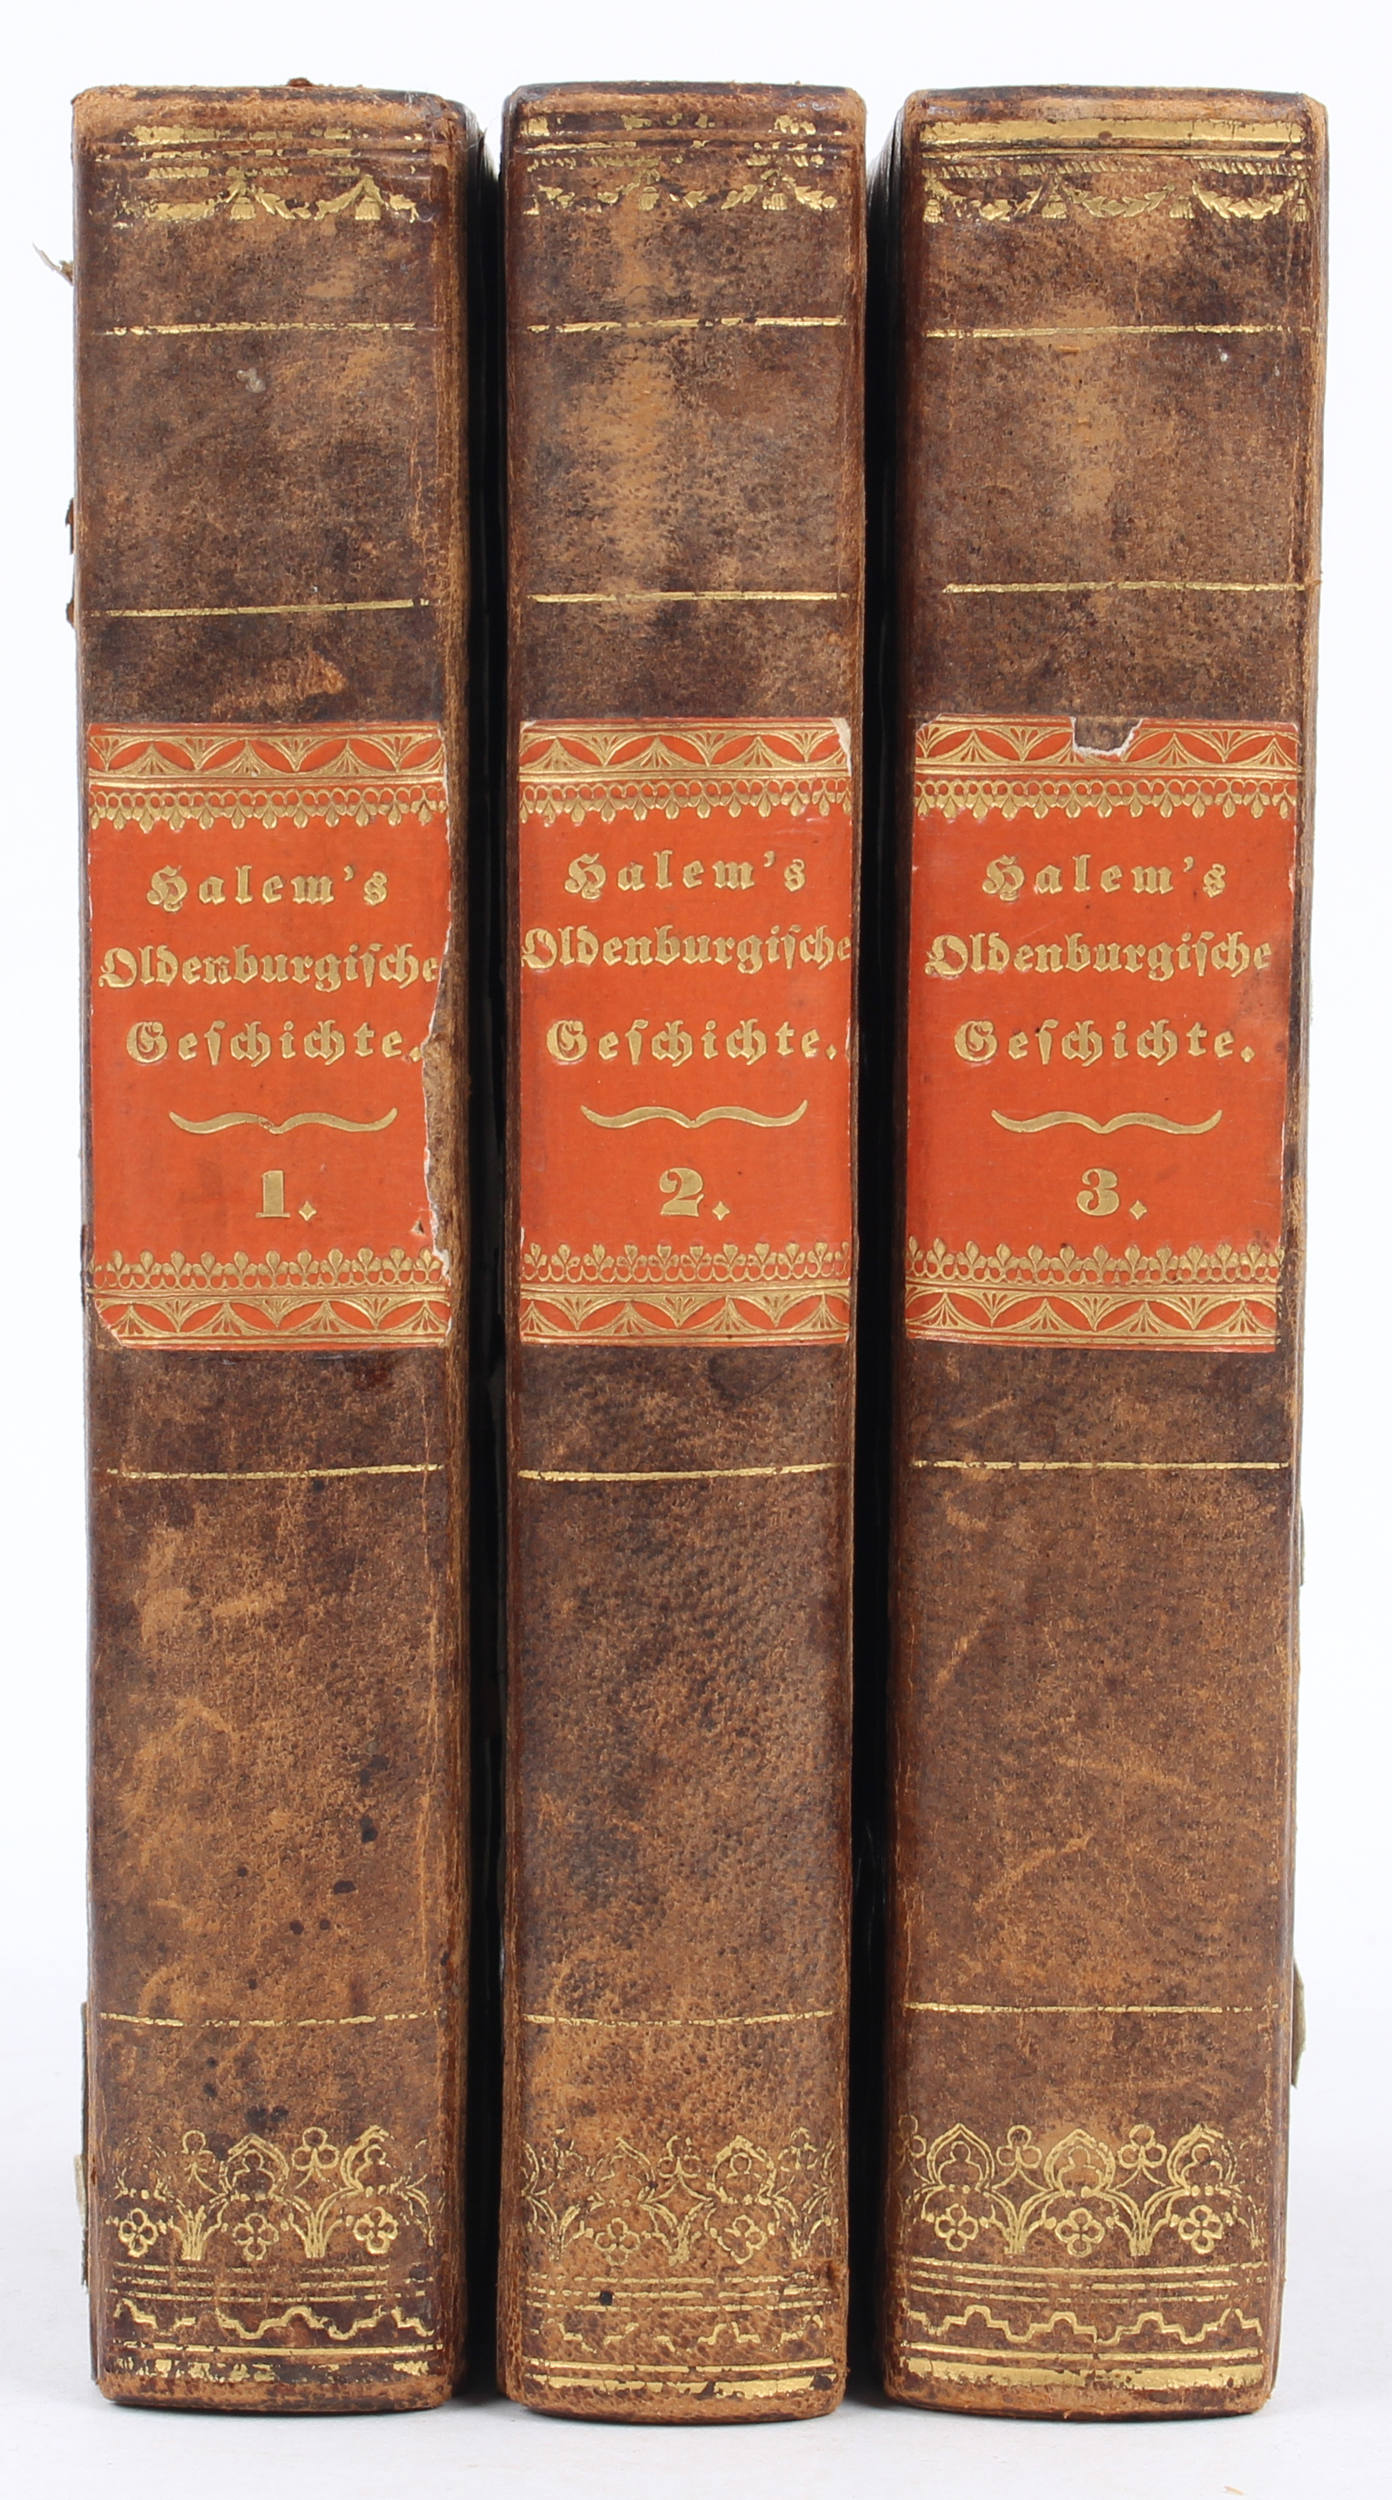 Halem's
Oldenburgiſche
Geſchichte.
1.
Halem's
Oldenburgiſche
Geſchichte.
2.
Halem's
Oldenburgiſche
Geſchichte.
3.